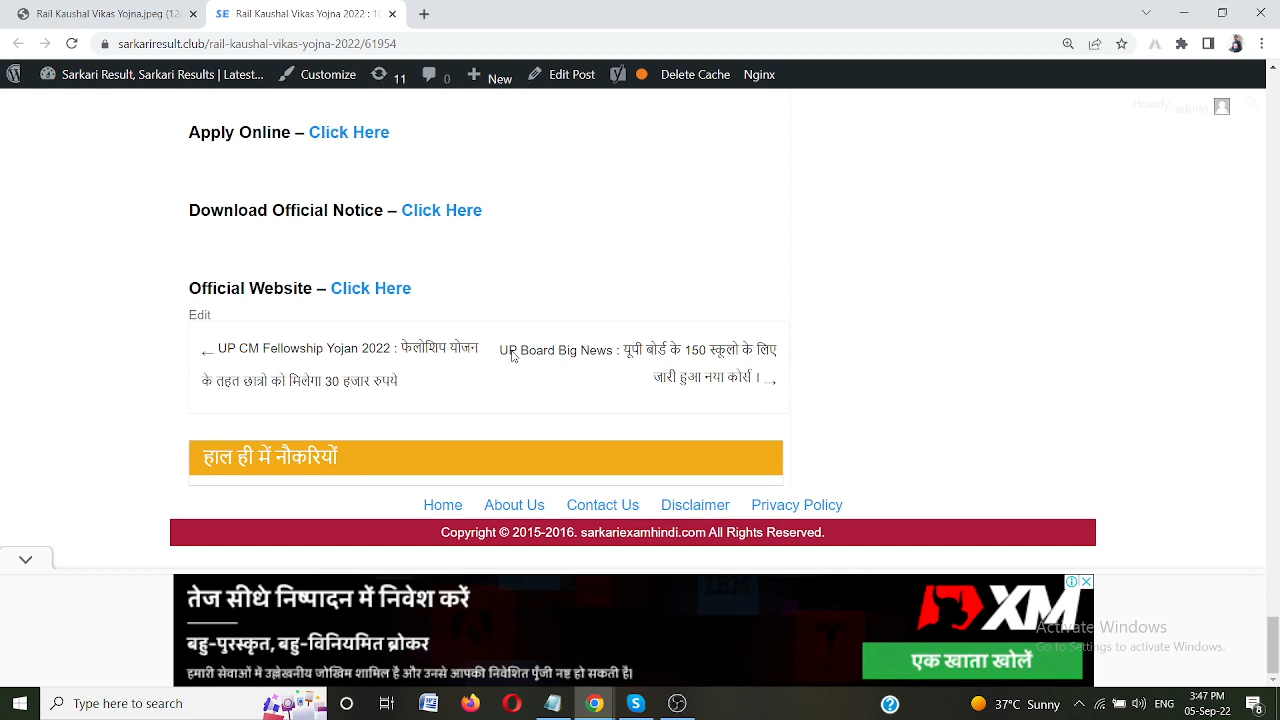 Rail Kaushal Vikas Yojna 
Rail Kaushal Vikas Yojna 2022 : 10
sarkariresult.club/rail-kaushal-vikas-yojna-2022/61954
Sarkari Result, Sarkari Results | Latest... Customize 11 0 New Edit Post Delete Cache Nginx
Howdy, admin
Apply Online – Click Here
Download Official Notice – Click Here
Official Website – Click Here
Edit
← UP CM Fellowship Yojan 2022 : फेलोशिप योजन
के तहत छात्रो को मिलेगा 30 हजार रुपये
UP Board Big News : यूपी बोर्ड के 150 स्कूलो के लिए
जारी हुआ नया कोर्स । →
हाल ही में नौकरियों
Home About Us Contact Us Disclaimer Privacy Policy
Copyright © 2015-2016. sarkariexamhindi.com All Rights Reserved.
तेज सीधे निष्पादन में निवेश करें
बहु-पुरस्कृत, बहु-विनियमित ब्रोकर
हमारी सेवाओं में उल्लेखनीय जोखिम शामिल है और उनसे आपकी निवेशित पूँजी नष्ट हो सकती है।
XM
एक खाता खोलें
Activate Windows
Go to Settings to activate Windows.
Type here to search
37°C Sunny
3:47 PM
05-Sep-22
8